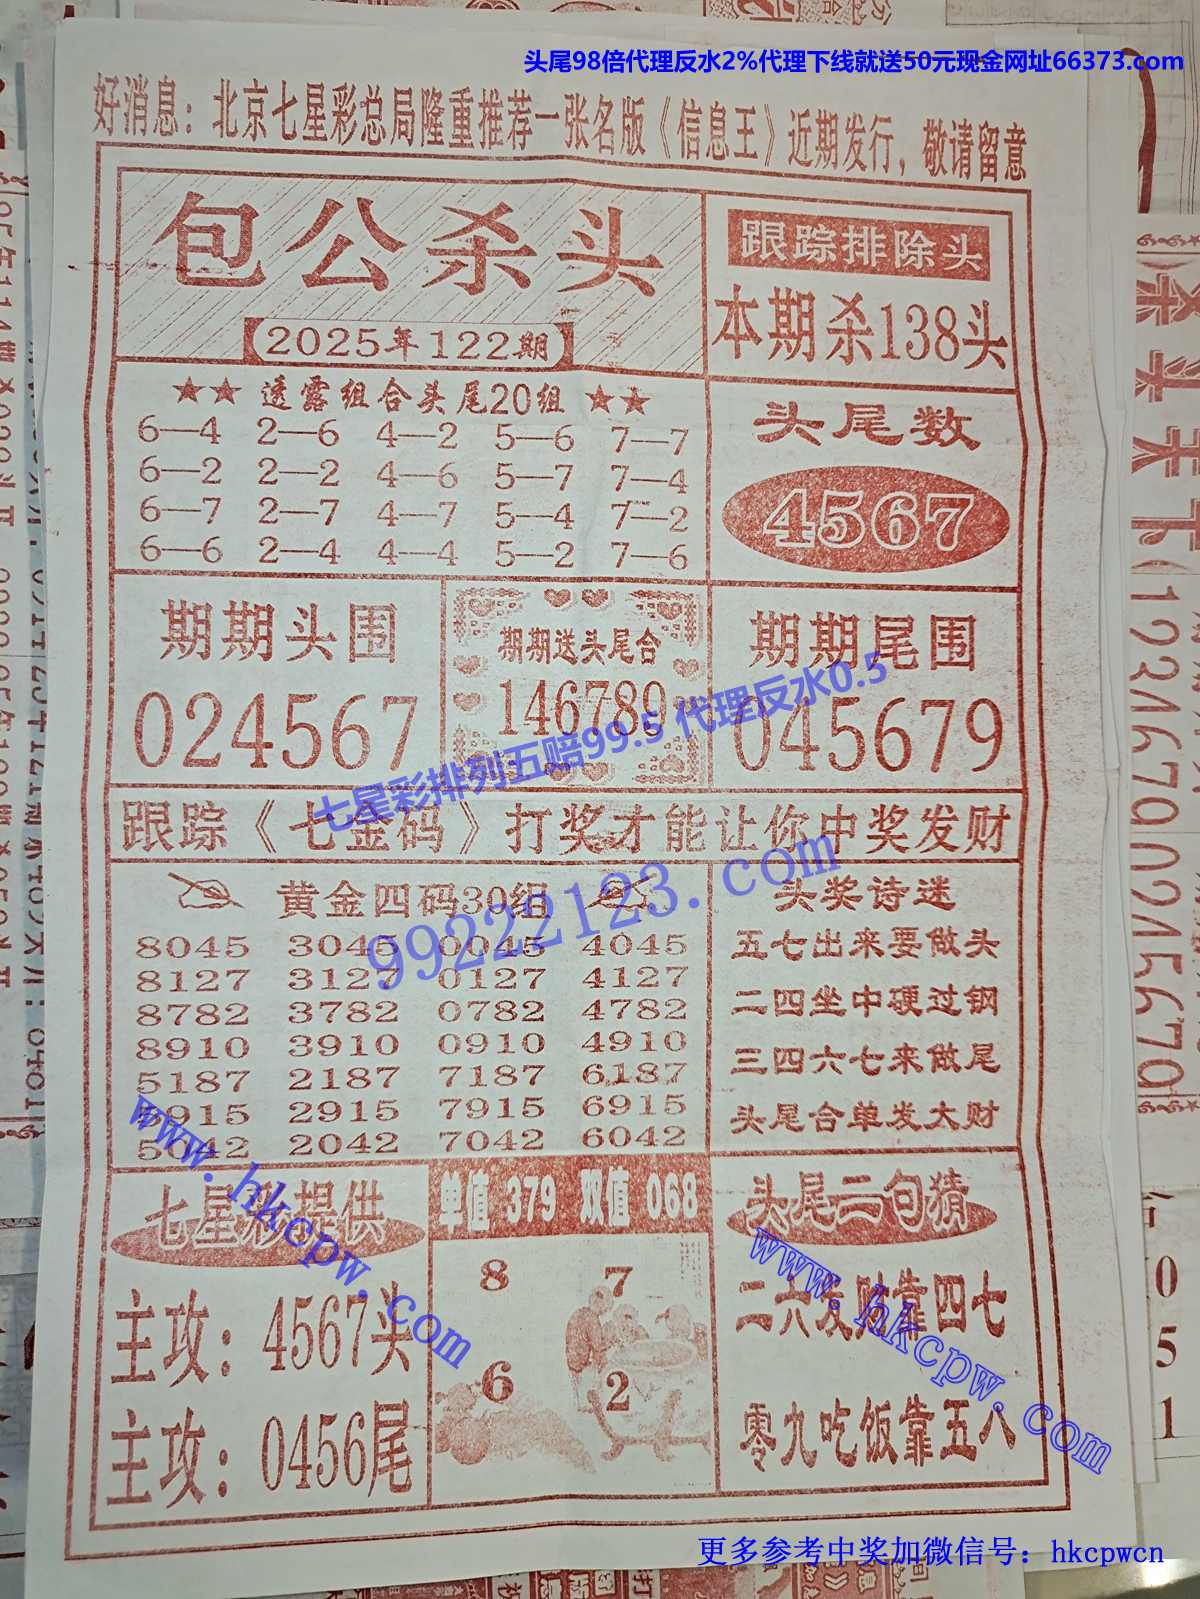 头尾98倍代理反水2%代理下线就送50元现金网址66373.com
好消息：北京七星彩总局隆重推荐一张名版《信息王》近期发行，敬请留意
包公杀头
【2025年122期】
跟踪排除头
本期杀138头
★★ 透露组合头尾20组 ★★
6—4 2—6 4—2 5—6 7—7
6—2 2—2 4—6 5—7 7—4
6—7 2—7 4—7 5—4 7—2
6—6 2—4 4—4 5—2 7—6
头尾数
4567
期期头围
024567
期期送头尾合
146789
期期尾围
045679
七星彩排列五赔99.5 代理反水0.5
跟踪《七金码》打奖才能让你中奖发财
99222123.com
黄金四码30组
8045 3045 0045 4045
8127 3127 0127 4127
8782 3782 0782 4782
8910 3910 0910 4910
5187 2187 7187 6187
5915 2915 7915 6915
5042 2042 7042 6042
头奖诗迷
五七出来要做头
二四坐中硬过钢
三四六七来做尾
头尾合单发大财
www.hkcpw.com
七星彩提供
主攻：4567头
主攻：0456尾
单值 379 双值 068
8 7
6 2
头尾二句猜
二六发财靠四七
零九吃饭靠五八
www.hkcpw.com
更多参考中奖加微信号：hkcpwcn